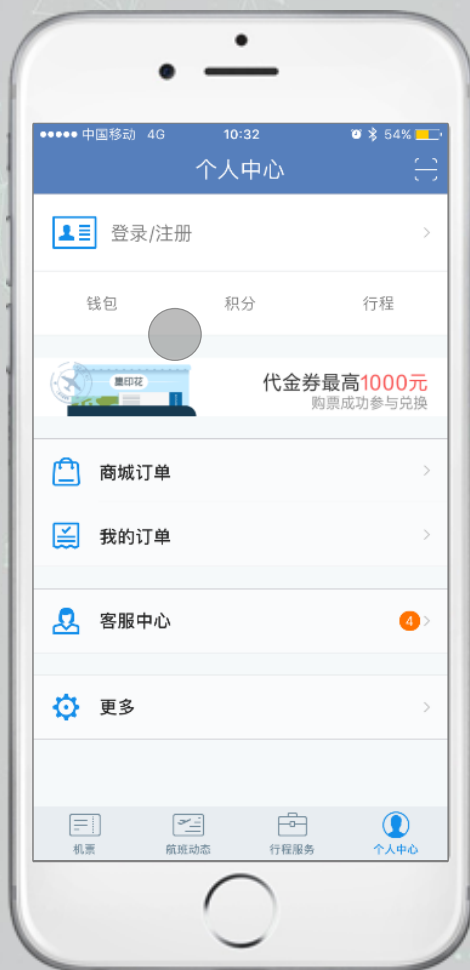 中国移动 4G 10:32 54%
个人中心
登录/注册
钱包 积分 行程
集印花
代金券最高1000元
购票成功参与兑换
商城订单
我的订单
客服中心 4
更多
机票 航班动态 行程服务 个人中心